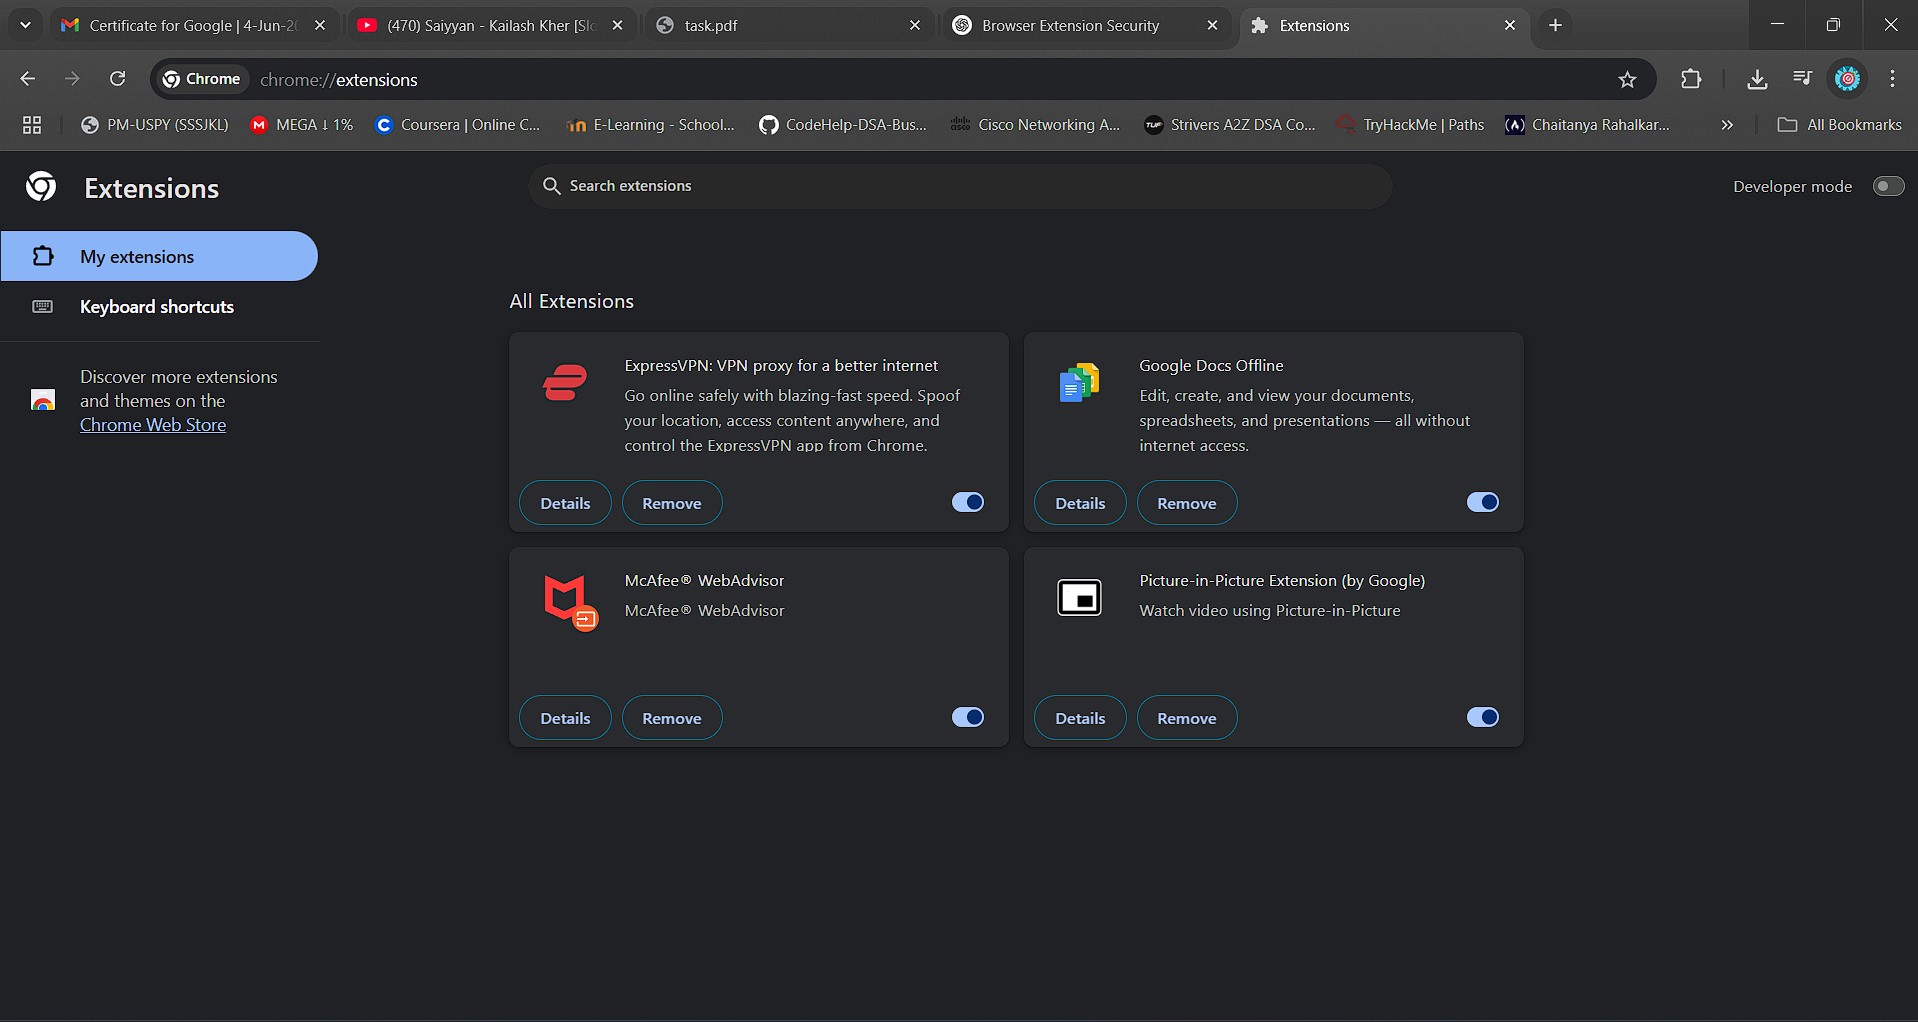 Certificate for Google | 4-Jun-20
(470) Saiyyan - Kailash Kher [Slo
task.pdf
Browser Extension Security
Extensions
Chrome
chrome://extensions
PM-USPY (SSSJKL)
MEGA ↓ 1%
Coursera | Online C...
E-Learning - School...
CodeHelp-DSA-Bus...
Cisco Networking A...
Strivers A2Z DSA Co...
TryHackMe | Paths
Chaitanya Rahalkar...
All Bookmarks
Extensions
Search extensions
Developer mode
My extensions
Keyboard shortcuts
Discover more extensions
and themes on the
Chrome Web Store
All Extensions
ExpressVPN: VPN proxy for a better internet
Go online safely with blazing-fast speed. Spoof
your location, access content anywhere, and
control the ExpressVPN app from Chrome.
Details
Remove
Google Docs Offline
Edit, create, and view your documents,
spreadsheets, and presentations — all without
internet access.
Details
Remove
McAfee® WebAdvisor
McAfee® WebAdvisor
Details
Remove
Picture-in-Picture Extension (by Google)
Watch video using Picture-in-Picture
Details
Remove